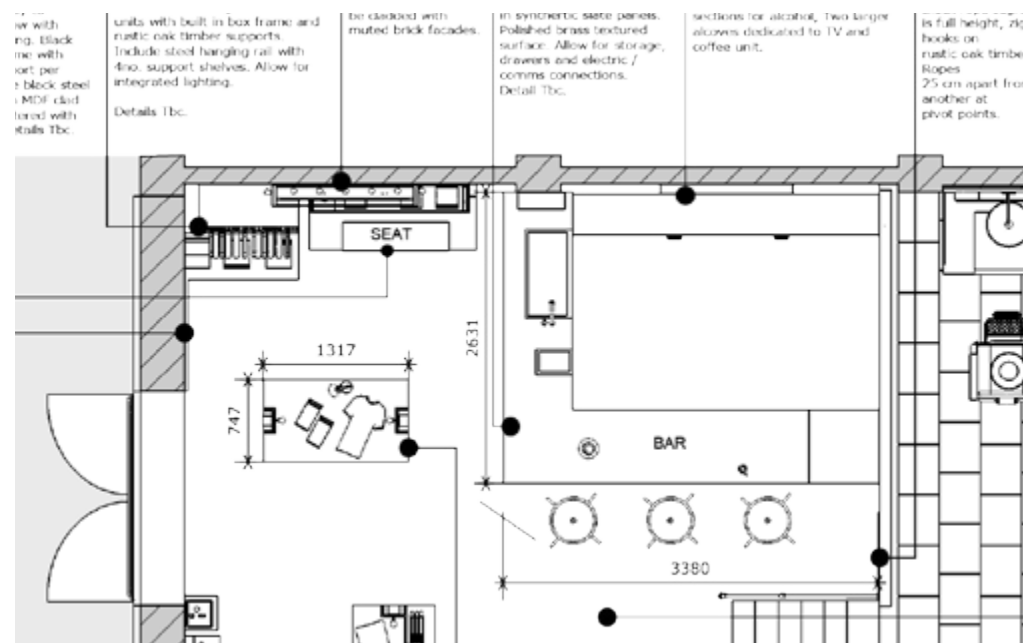 ow with
ng. Black
me with
port per
e black steel
MDF clad
tered with
etails Tbc.
units with built in box frame and
rustic oak timber supports.
Include steel hanging rail with
4no. support shelves. Allow for
integrated lighting.
Details Tbc.
be cladded with
muted brick facades.
in synthertic slate panels.
Polished brass textured
surface. Allow for storage,
drawers and electric /
comms connections.
Detail Tbc.
sections for alcohol, Two larger
alcoves dedicated to TV and
coffee unit.
is full height, zig
hooks on
rustic oak timbe
Ropes
25 cm apart from
another at
pivot points.
SEAT
2631
1317
747
BAR
3380